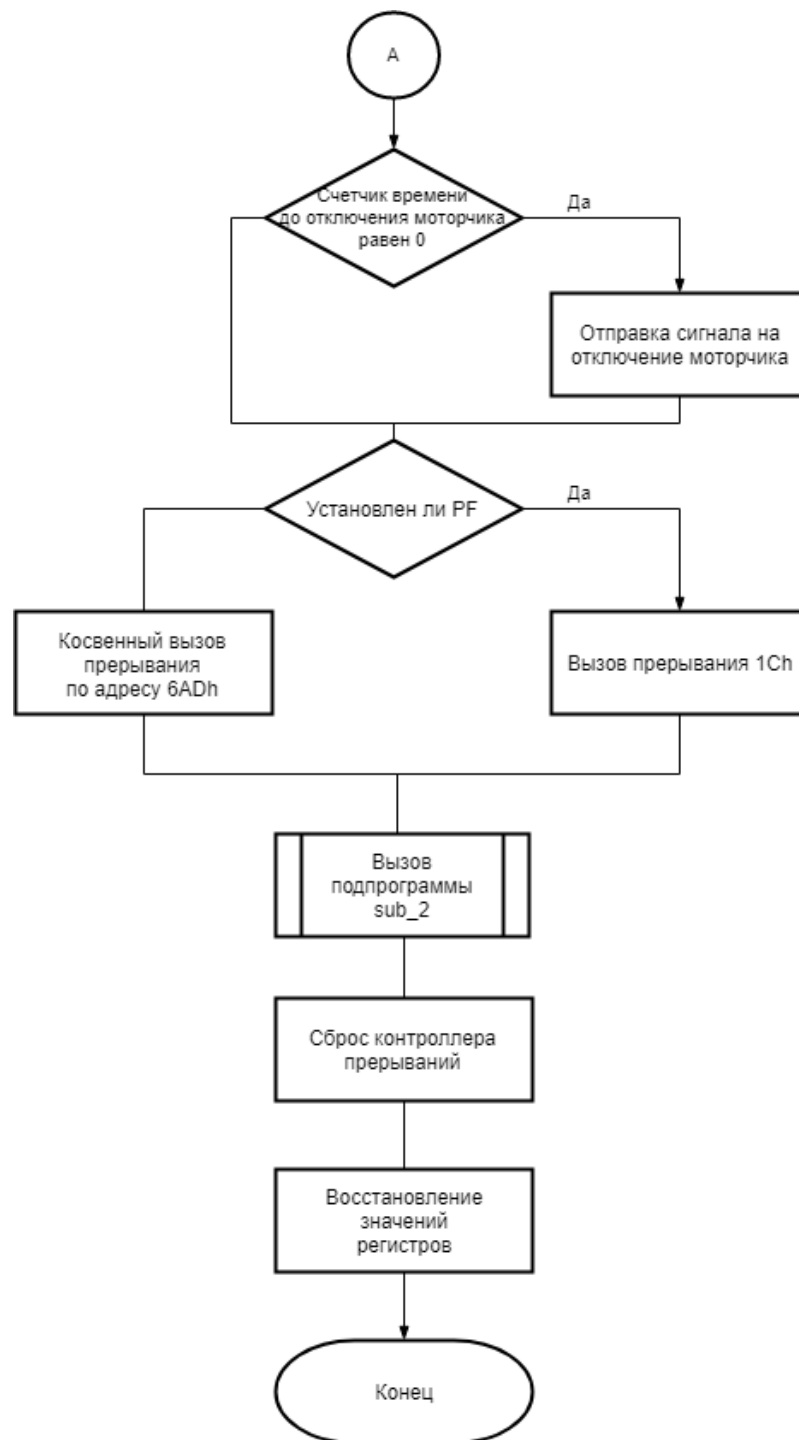 А
Счетчик времени
до отключения моторчика
равен 0
Да
Отправка сигнала на
отключение моторчика
Установлен ли PF
Да
Косвенный вызов
прерывания
по адресу 6ADh
Вызов прерывания 1Ch
Вызов
подпрограммы
sub_2
Сброс контроллера
прерываний
Восстановление
значений
регистров
Конец